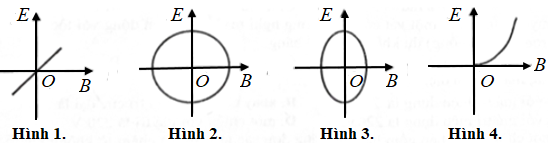 E E E E
O B O B O B O B
Hình 1. Hình 2. Hình 3. Hình 4.